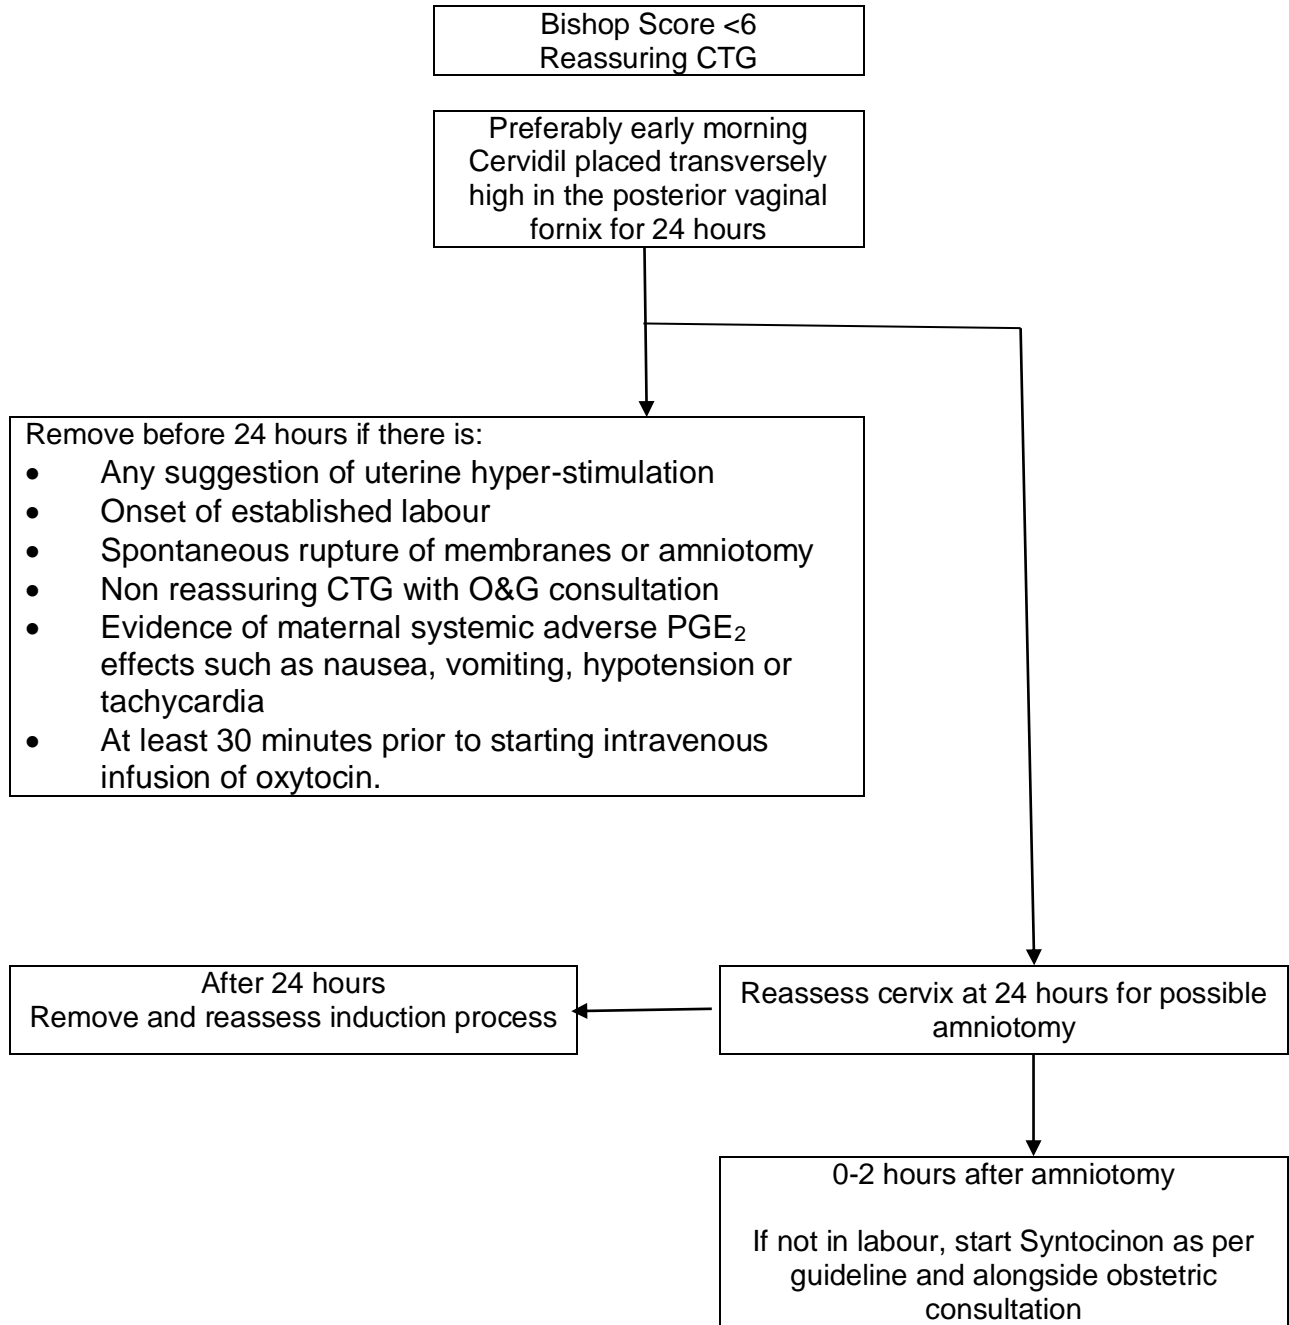 Bishop Score <6
Reassuring CTG
Preferably early morning
Cervidil placed transversely
high in the posterior vaginal
fornix for 24 hours
Remove before 24 hours if there is:
• Any suggestion of uterine hyper-stimulation
• Onset of established labour
• Spontaneous rupture of membranes or amniotomy
• Non reassuring CTG with O&G consultation
• Evidence of maternal systemic adverse PGE₂
effects such as nausea, vomiting, hypotension or
tachycardia
• At least 30 minutes prior to starting intravenous
infusion of oxytocin.
After 24 hours
Remove and reassess induction process
Reassess cervix at 24 hours for possible
amniotomy
0-2 hours after amniotomy
If not in labour, start Syntocinon as per
guideline and alongside obstetric
consultation